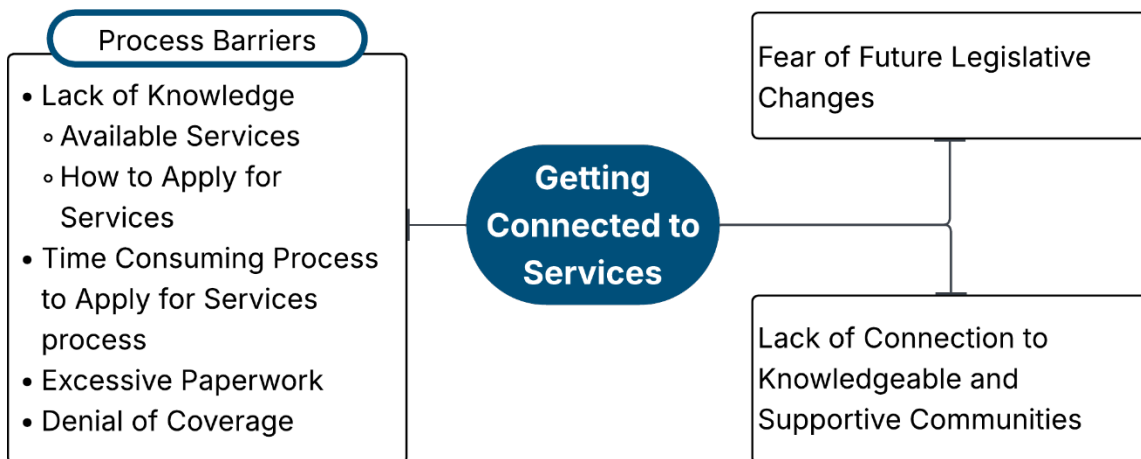 Process Barriers
• Lack of Knowledge
◦ Available Services
◦ How to Apply for
Services
• Time Consuming Process
to Apply for Services
process
• Excessive Paperwork
• Denial of Coverage
Getting
Connected to
Services
Fear of Future Legislative
Changes
Lack of Connection to
Knowledgeable and
Supportive Communities